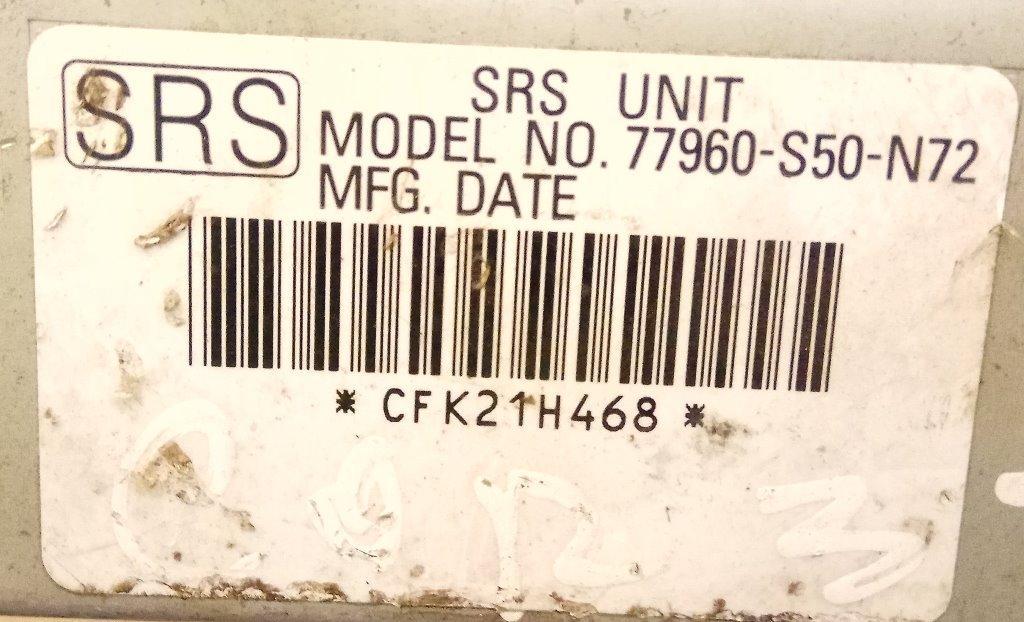 SRS
SRS UNIT
MODEL NO. 77960-S50-N72
MFG. DATE
* CFK21H468 *